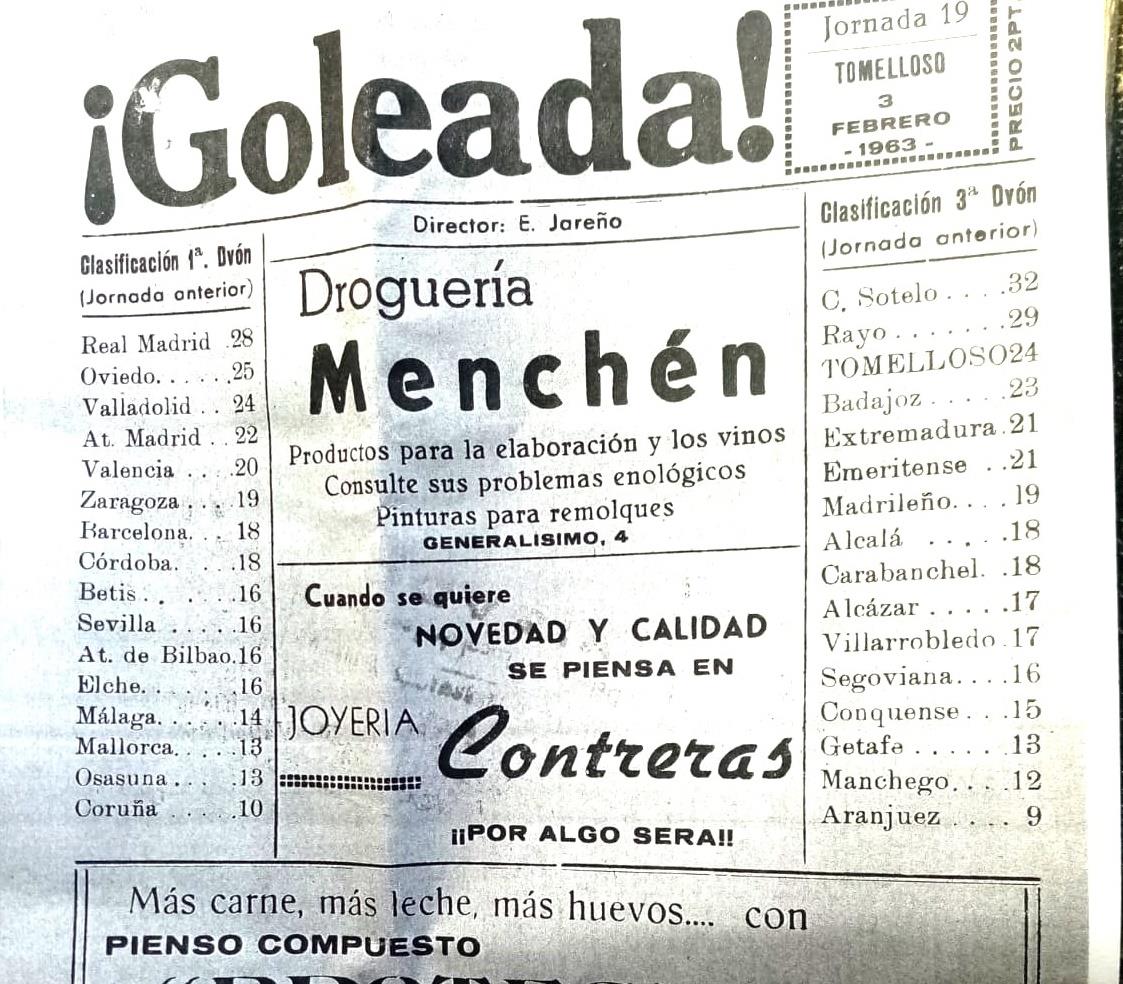 ¡Goleada!
Jornada 19
TOMELLOSO
3
FEBRERO
- 1963 -
PRECIO 2 PT
Director: E. Jareño
Clasificación 1ª. Dvón
(Jornada anterior)
Real Madrid .28
Oviedo. . . . . .25
Valladolid . . 24
At. Madrid . . 22
Valencia . . . .20
Zaragoza . . . . 19
Barcelona. . . 18
Córdoba. . . .18
Betis . . . . . .16
Sevilla . . . . .16
At. de Bilbao.16
Elche. . . . . . .16
Málaga. . . . . .14
Mallorca. . . .13
Osasuna . . . .13
Coruña . . . . .10
Droguería
Menchén
Productos para la elaboración y los vinos
Consulte sus problemas enológicos
Pinturas para remolques
GENERALISIMO, 4
Cuando se quiere
NOVEDAD Y CALIDAD
SE PIENSA EN
JOYERIA
Contreras
¡¡POR ALGO SERA!!
Clasificación 3ª Dvón
(Jornada anterior)
C. Sotelo . . . .32
Rayo . . . . . . .29
TOMELLOSO24
Badajoz . . . . .23
Extremadura .21
Emeritense . .21
Madrileño. . . . 19
Alcalá . . . . .18
Carabanchel. .18
Alcázar . . . . .17
Villarrobledo .17
Segoviana. . . .16
Conquense . . .15
Getafe . . . . . .13
Manchego. . . . 12
Aranjuez . . . . 9
Más carne, más leche, más huevos.... con
PIENSO COMPUESTO